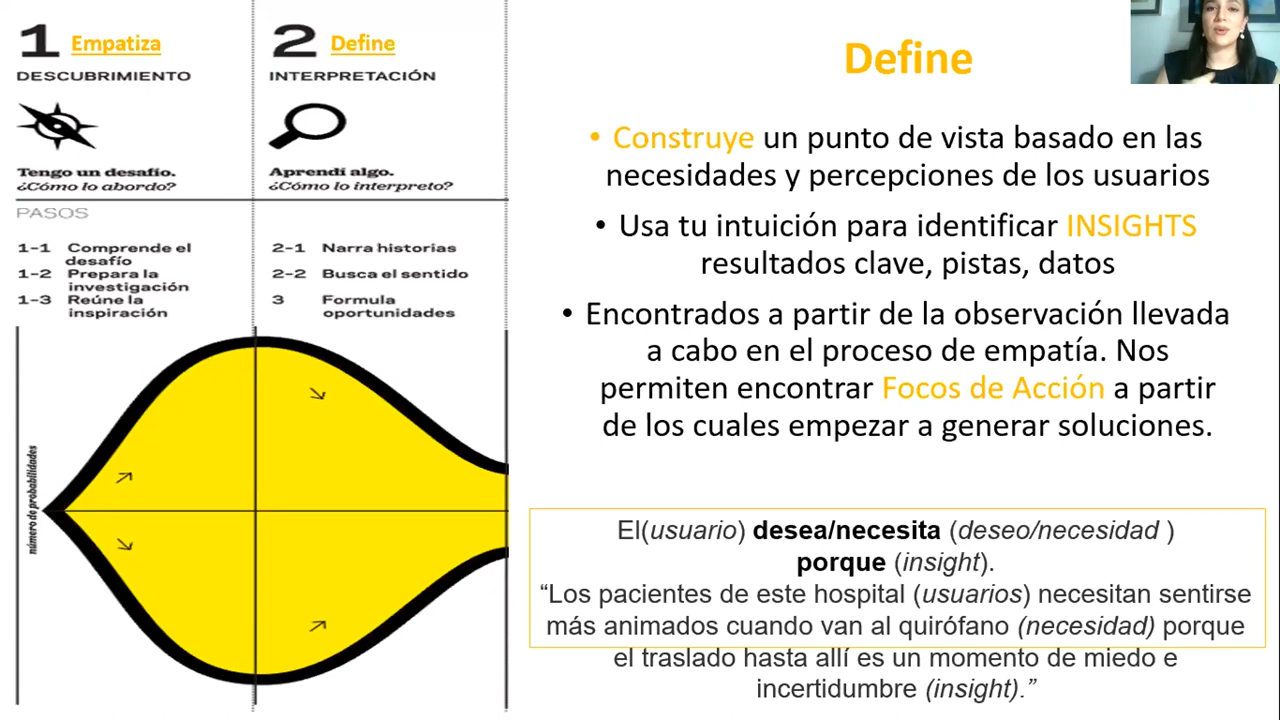 1 Empatiza
DESCUBRIMIENTO
Tengo un desafío.
¿Cómo lo abordo?
2 Define
INTERPRETACIÓN
Aprendí algo.
¿Cómo lo interpreto?
PASOS
1-1 Comprende el
desafío
1-2 Prepara la
investigación
1-3 Reúne la
inspiración
2-1 Narra historias
2-2 Busca el sentido
3 Formula
oportunidades
número de probabilidades
Define
• Construye un punto de vista basado en las
necesidades y percepciones de los usuarios
• Usa tu intuición para identificar INSIGHTS
resultados clave, pistas, datos
• Encontrados a partir de la observación llevada
a cabo en el proceso de empatía. Nos
permiten encontrar Focos de Acción a partir
de los cuales empezar a generar soluciones.
El(usuario) desea/necesita (deseo/necesidad )
porque (insight).
“Los pacientes de este hospital (usuarios) necesitan sentirse
más animados cuando van al quirófano (necesidad) porque
el traslado hasta allí es un momento de miedo e
incertidumbre (insight).”